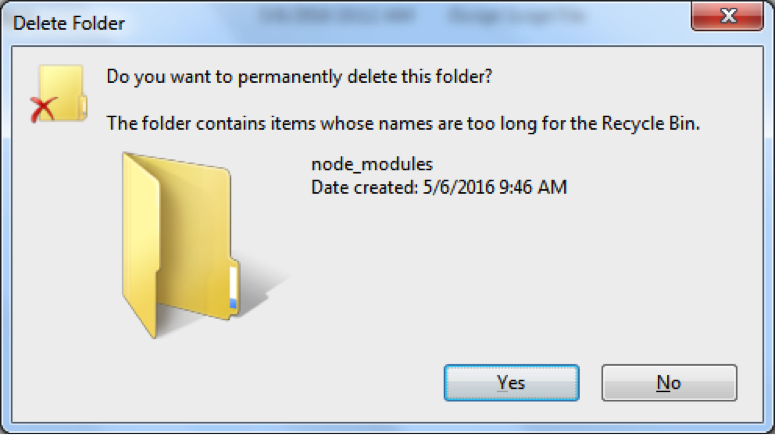 Delete Folder
Do you want to permanently delete this folder?
The folder contains items whose names are too long for the Recycle Bin.
node_modules
Date created: 5/6/2016 9:46 AM
Yes
No